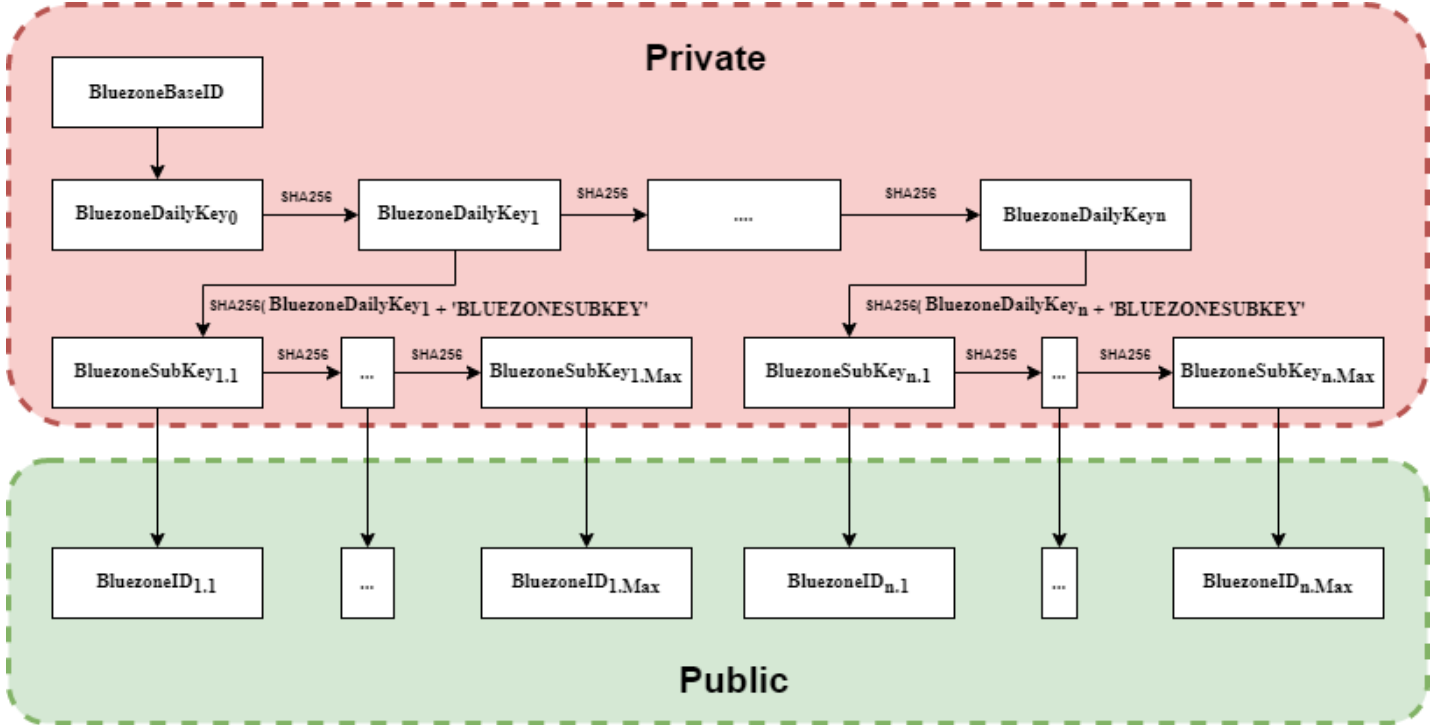 Private
BluezoneBaseID
BluezoneDailyKey0 SHA256 BluezoneDailyKey1 SHA256 .... SHA256 BluezoneDailyKeyn
SHA256( BluezoneDailyKey1 + 'BLUEZONESUBKEY' SHA256( BluezoneDailyKeyn + 'BLUEZONESUBKEY'
BluezoneSubKey1.1 SHA256 ... SHA256 BluezoneSubKey1.Max BluezoneSubKeyn.1 SHA256 ... SHA256 BluezoneSubKeyn.Max
BluezoneID1.1 ... BluezoneID1.Max BluezoneIDn.1 ... BluezoneIDn.Max
Public